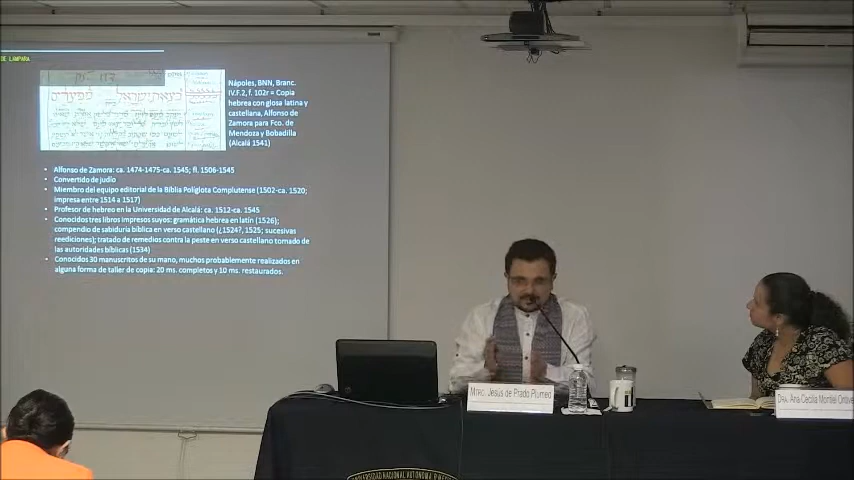 DE LAMPARA
Nápoles, BNN, Branc.
IV.F.2, f. 102r = Copia
hebrea con glosa latina y
castellana, Alfonso de
Zamora para Fco. de
Mendoza y Bobadilla
(Alcalá 1541)
• Alfonso de Zamora: ca. 1474-1475-ca. 1545; fl. 1506-1545
• Convertido de judío
• Miembro del equipo editorial de la Biblia Políglota Complutense (1502-ca. 1520;
impresa entre 1514 a 1517)
• Profesor de hebreo en la Universidad de Alcalá: ca. 1512-ca. 1545
• Conocidos tres libros impresos suyos: gramática hebrea en latín (1526);
compendio de sabiduría bíblica en verso castellano (¿1524?, 1525; sucesivas
reediciones); tratado de remedios contra la peste en verso castellano tomado de
las autoridades bíblicas (1534)
• Conocidos 30 manuscritos de su mano, muchos probablemente realizados en
alguna forma de taller de copia: 20 ms. completos y 10 ms. restaurados.
Mtro. Jesús de Prado Plumed
Dra. Ana Cecilia Montiel Ontiveros
UNIVERSIDAD NACIONAL AUTONOMA